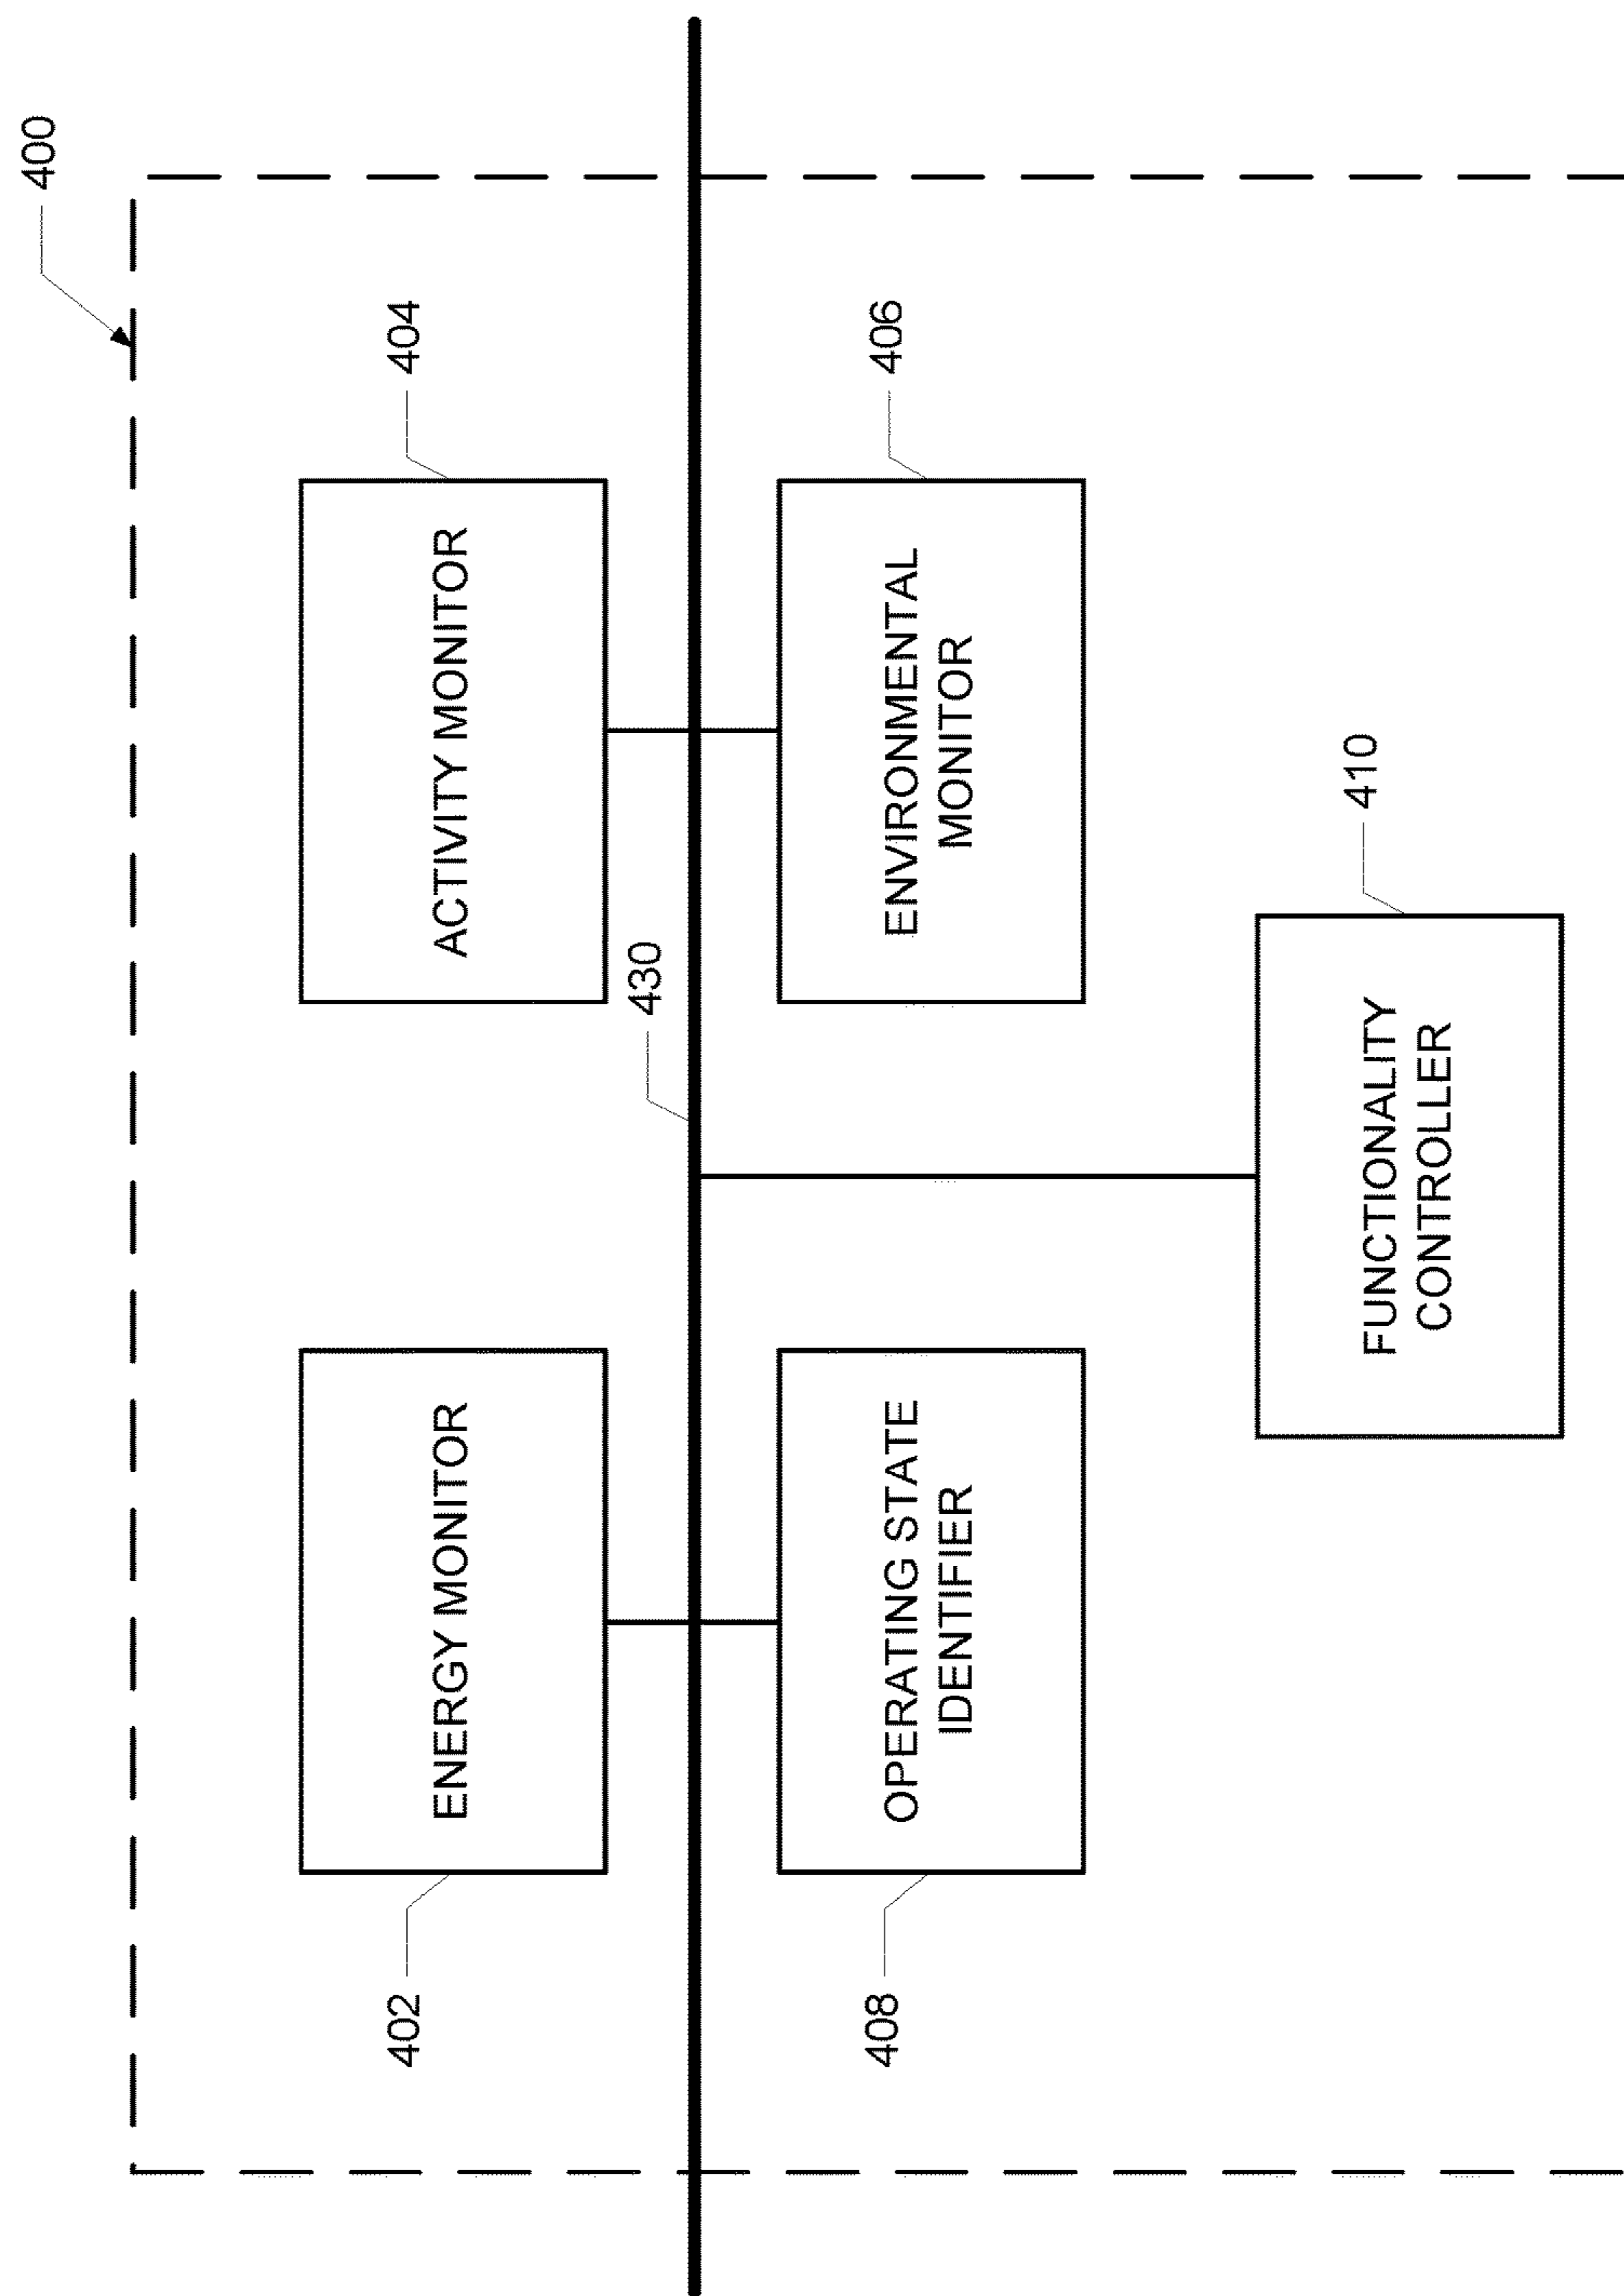 400
402
ENERGY MONITOR
ACTIVITY MONITOR
404
430
408
OPERATING STATE
IDENTIFIER
ENVIRONMENTAL
MONITOR
406
FUNCTIONALITY
CONTROLLER
410